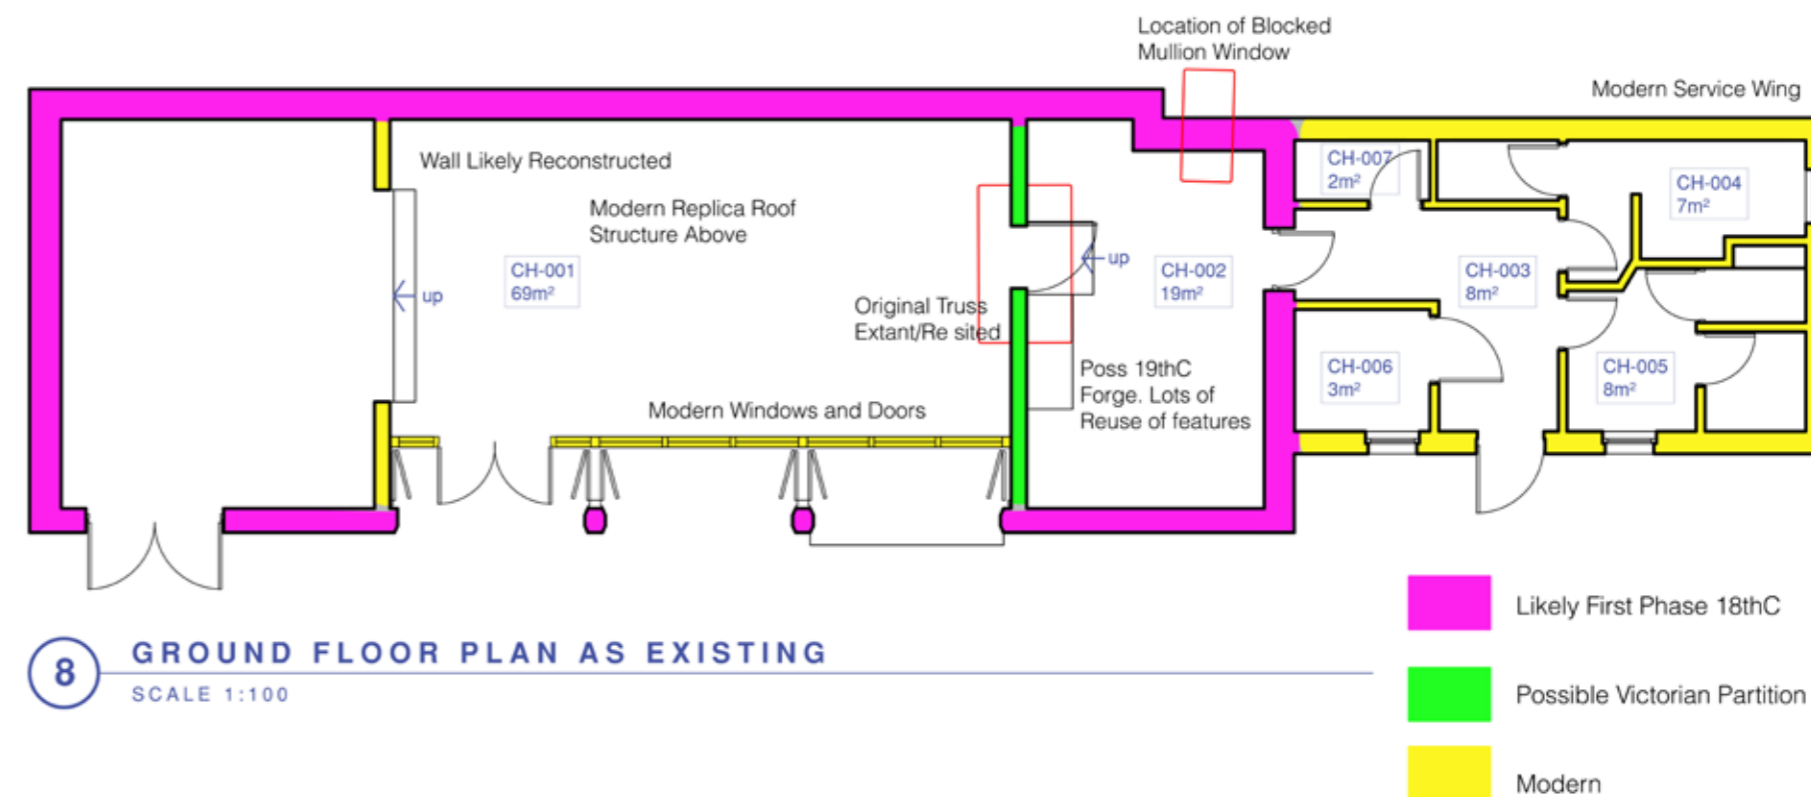 Location of Blocked
Mullion Window
Modern Service Wing
Wall Likely Reconstructed
Modern Replica Roof
Structure Above
CH-007
2m²
CH-004
7m²
CH-001
69m²
up
up
CH-002
19m²
CH-003
8m²
Original Truss
Extant/Re sited
Poss 19thC
Forge. Lots of
Reuse of features
CH-006
3m²
CH-005
8m²
Modern Windows and Doors
Likely First Phase 18thC
8
GROUND FLOOR PLAN AS EXISTING
SCALE 1:100
Possible Victorian Partition
Modern